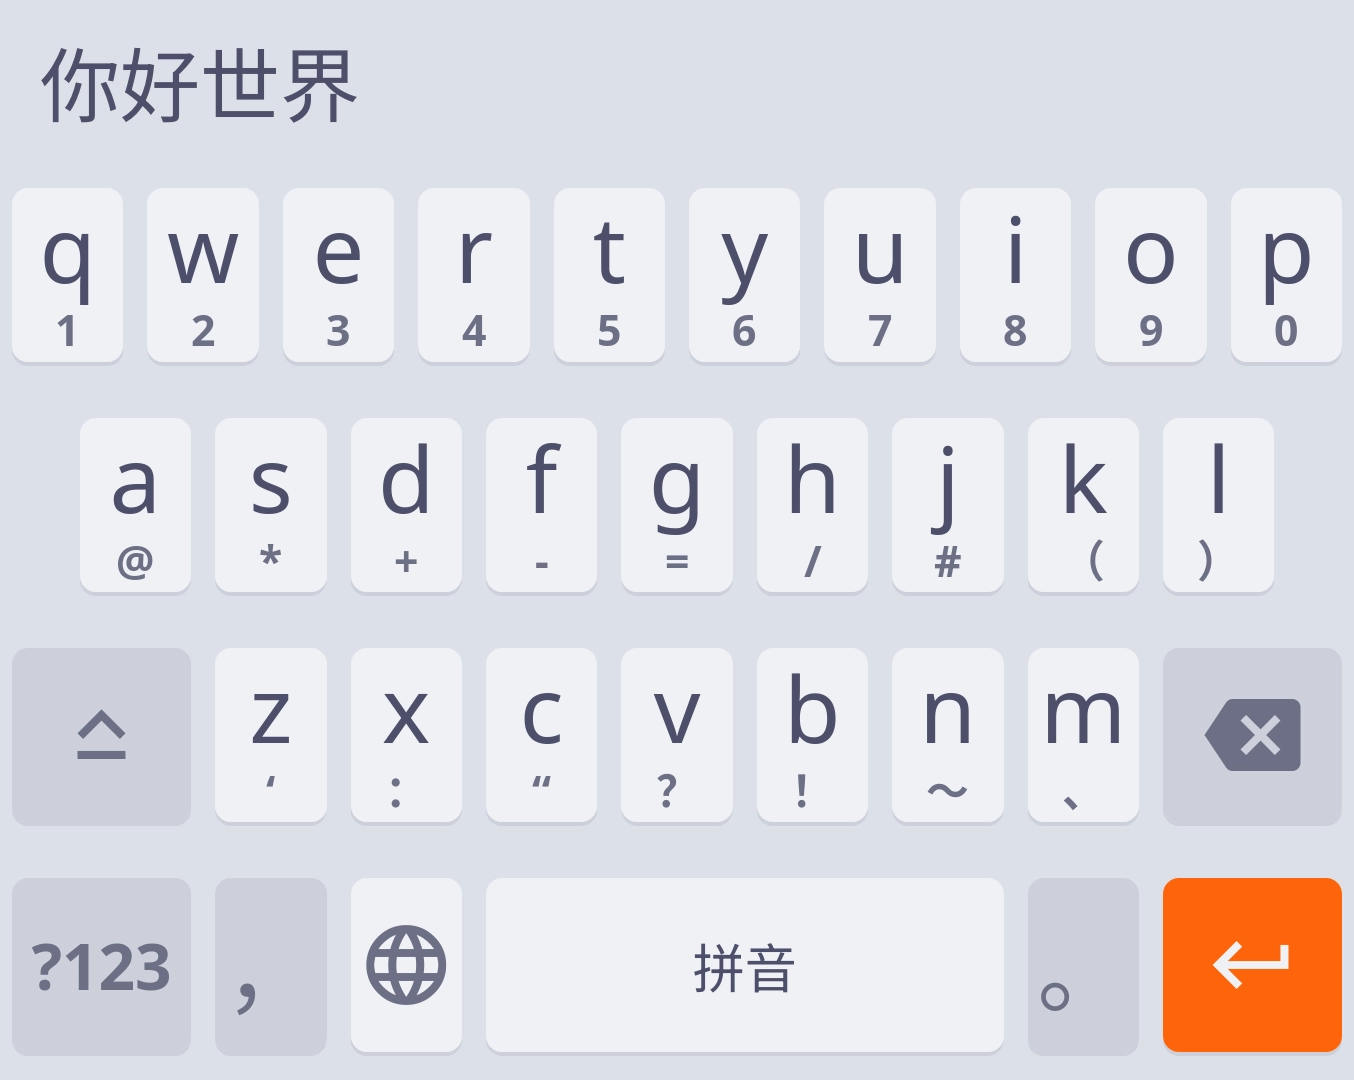 你好世界
q w e r t y u i o p
1 2 3 4 5 6 7 8 9 0
a s d f g h j k l
@ * + - = / # （ ）
z x c v b n m
‘ ： “ ？ ！ ～ 、
?123 ， 拼音 。